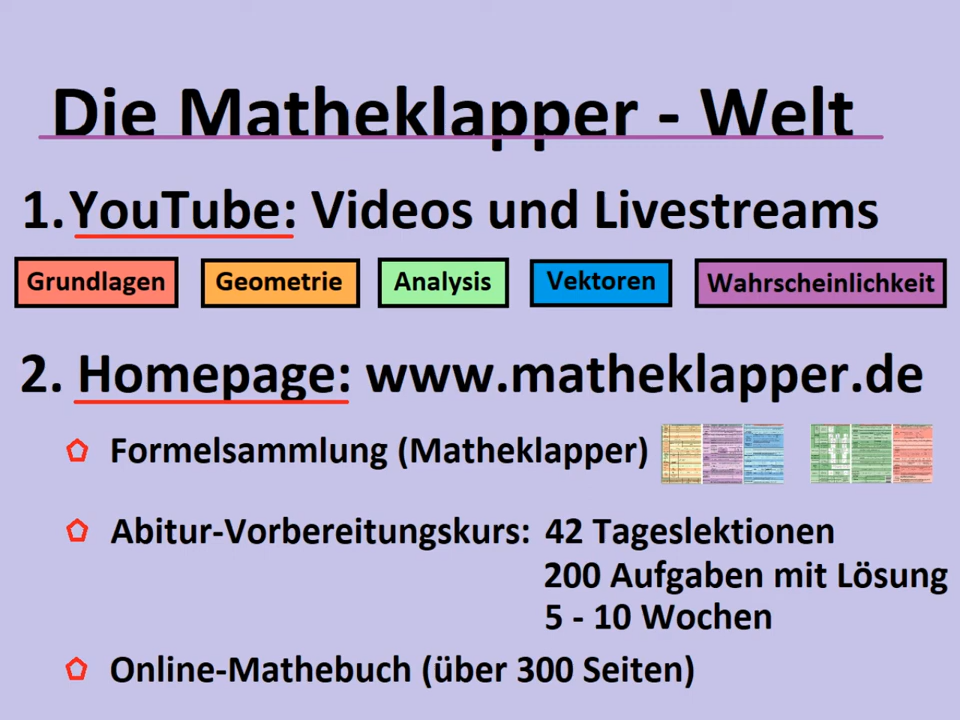 Die Matheklapper - Welt
1. YouTube: Videos und Livestreams
Grundlagen Geometrie Analysis Vektoren Wahrscheinlichkeit
2. Homepage: www.matheklapper.de
Formelsammlung (Matheklapper)
Abitur-Vorbereitungskurs: 42 Tageslektionen
200 Aufgaben mit Lösung
5 - 10 Wochen
Online-Mathebuch (über 300 Seiten)